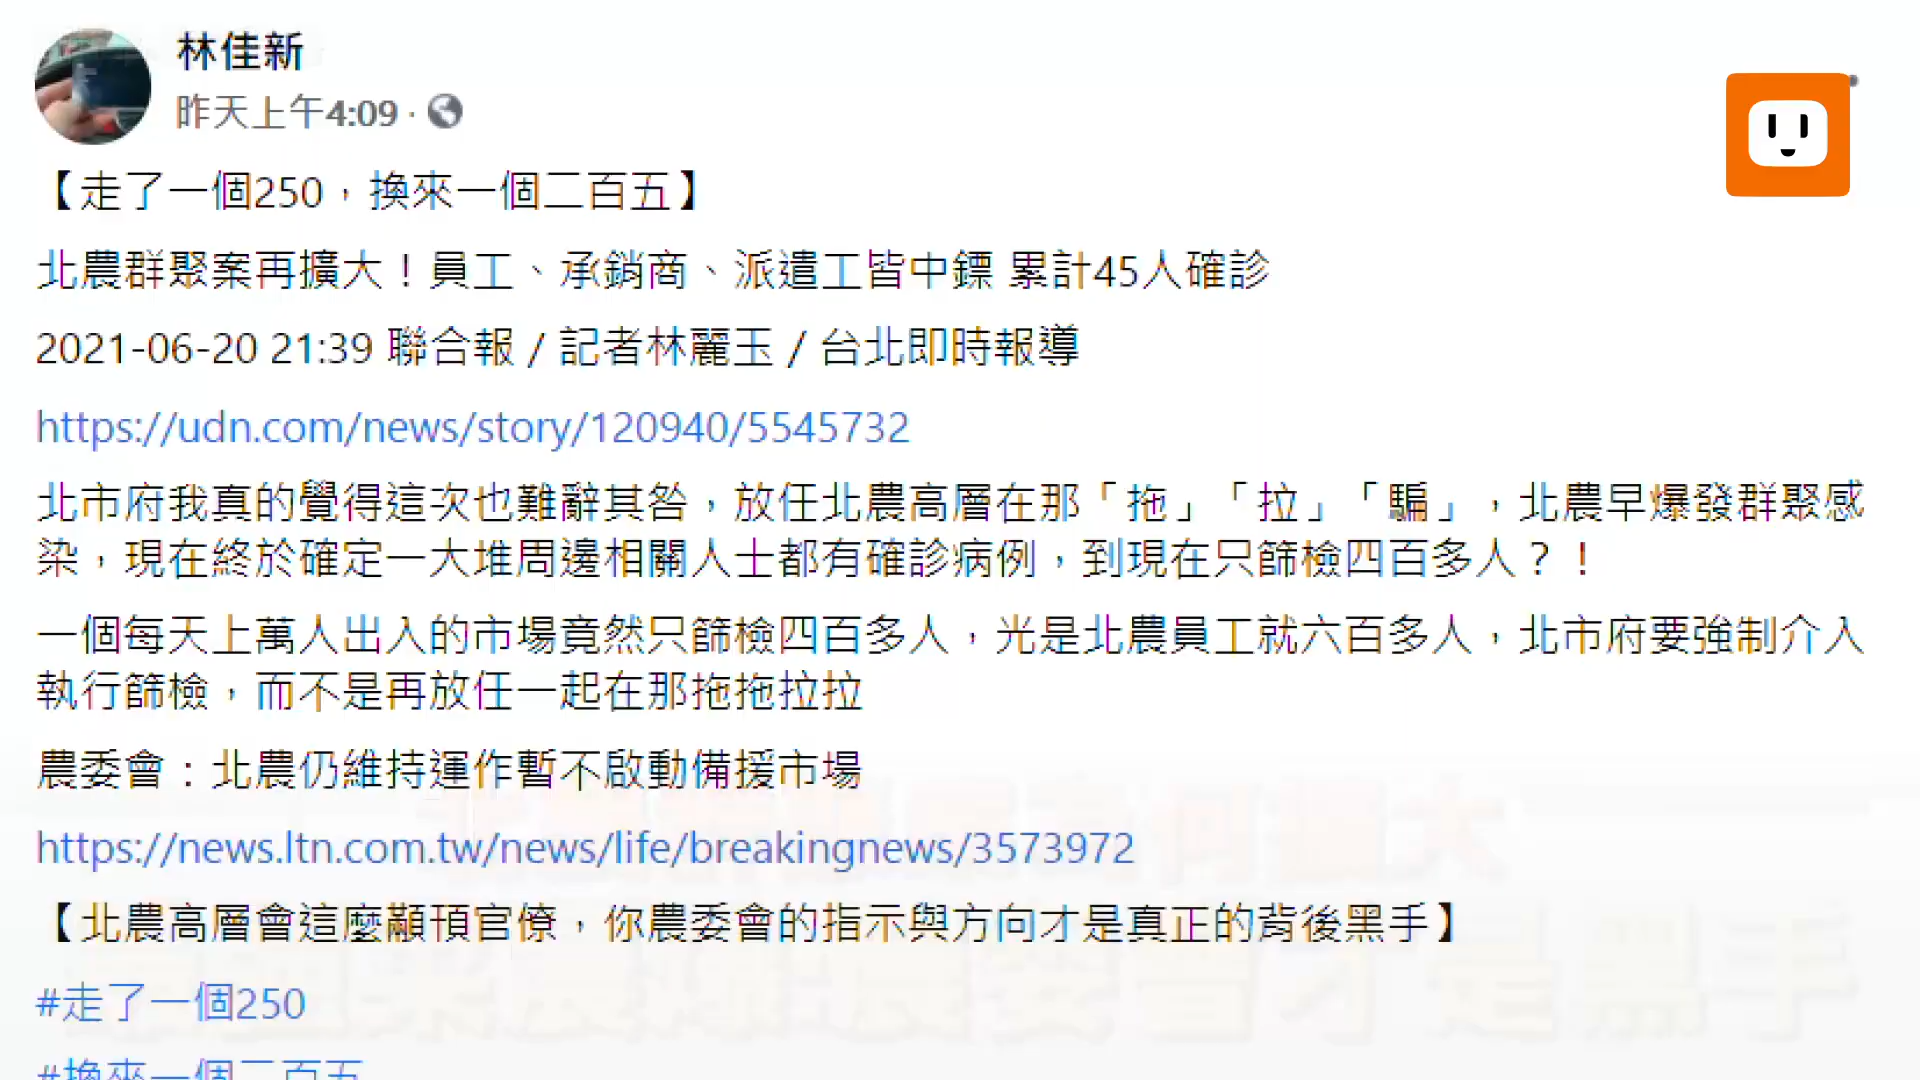 林佳新
昨天上午4:09 ·
【走了一個250，換來一個二百五】
北農群聚案再擴大！員工、承銷商、派遣工皆中鏢 累計45人確診
2021-06-20 21:39 聯合報 / 記者林麗玉 / 台北即時報導
https://udn.com/news/story/120940/5545732
北市府我真的覺得這次也難辭其咎，放任北農高層在那「拖」「拉」「騙」，北農早爆發群聚感
染，現在終於確定一大堆周邊相關人士都有確診病例，到現在只篩檢四百多人？！
一個每天上萬人出入的市場竟然只篩檢四百多人，光是北農員工就六百多人，北市府要強制介入
執行篩檢，而不是再放任一起在那拖拖拉拉
農委會：北農仍維持運作暫不啟動備援市場
https://news.ltn.com.tw/news/life/breakingnews/3573972
【北農高層會這麼顢頇官僚，你農委會的指示與方向才是真正的背後黑手】
#走了一個250
#換來一個二百五